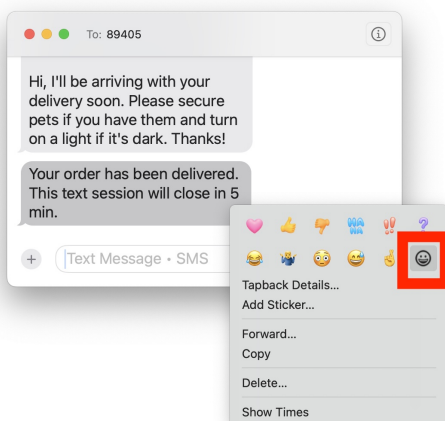 To: 89405
Hi, I'll be arriving with your
delivery soon. Please secure
pets if you have them and turn
on a light if it's dark. Thanks!
Your order has been delivered.
This text session will close in 5
min.
Text Message • SMS
HA
HA
!!
?
Tapback Details...
Add Sticker...
Forward...
Copy
Delete...
Show Times